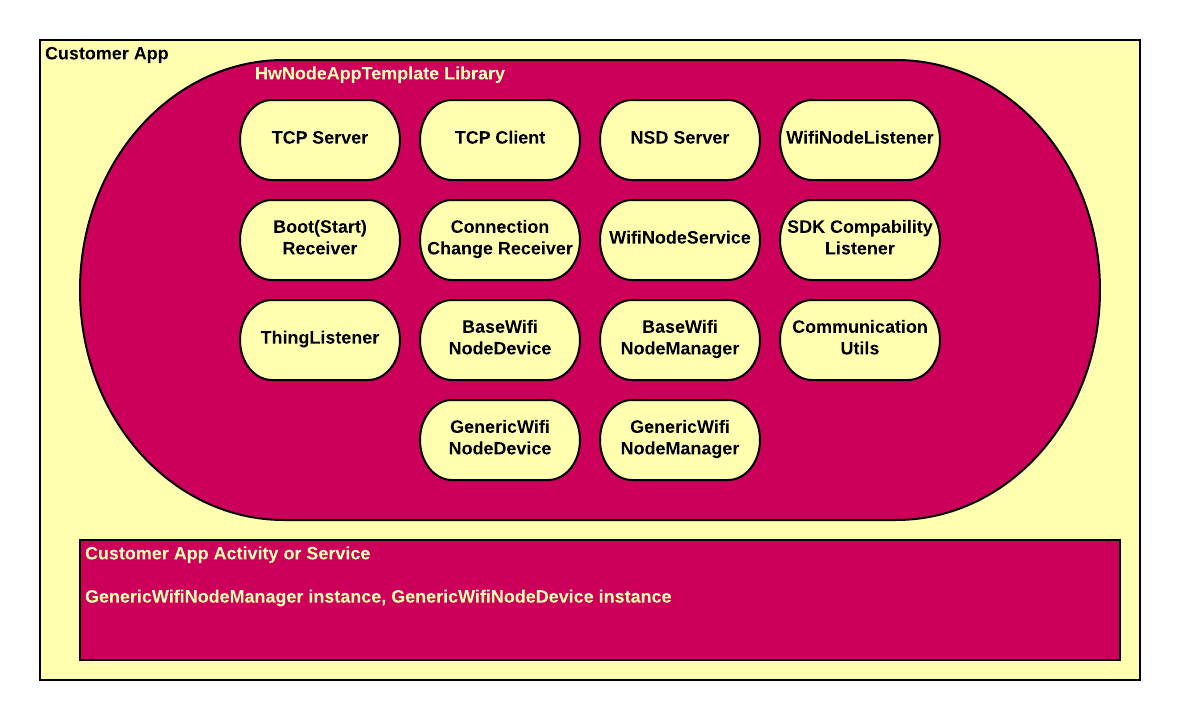 Customer App
HwNodeAppTemplate Library
TCP Server
TCP Client
NSD Server
WifiNodeListener
Boot(Start)
Receiver
Connection
Change Receiver
WifiNodeService
SDK Compability
Listener
ThingListener
BaseWifi
NodeDevice
BaseWifi
NodeManager
Communication
Utils
GenericWifi
NodeDevice
GenericWifi
NodeManager
Customer App Activity or Service
GenericWifiNodeManager instance, GenericWifiNodeDevice instance